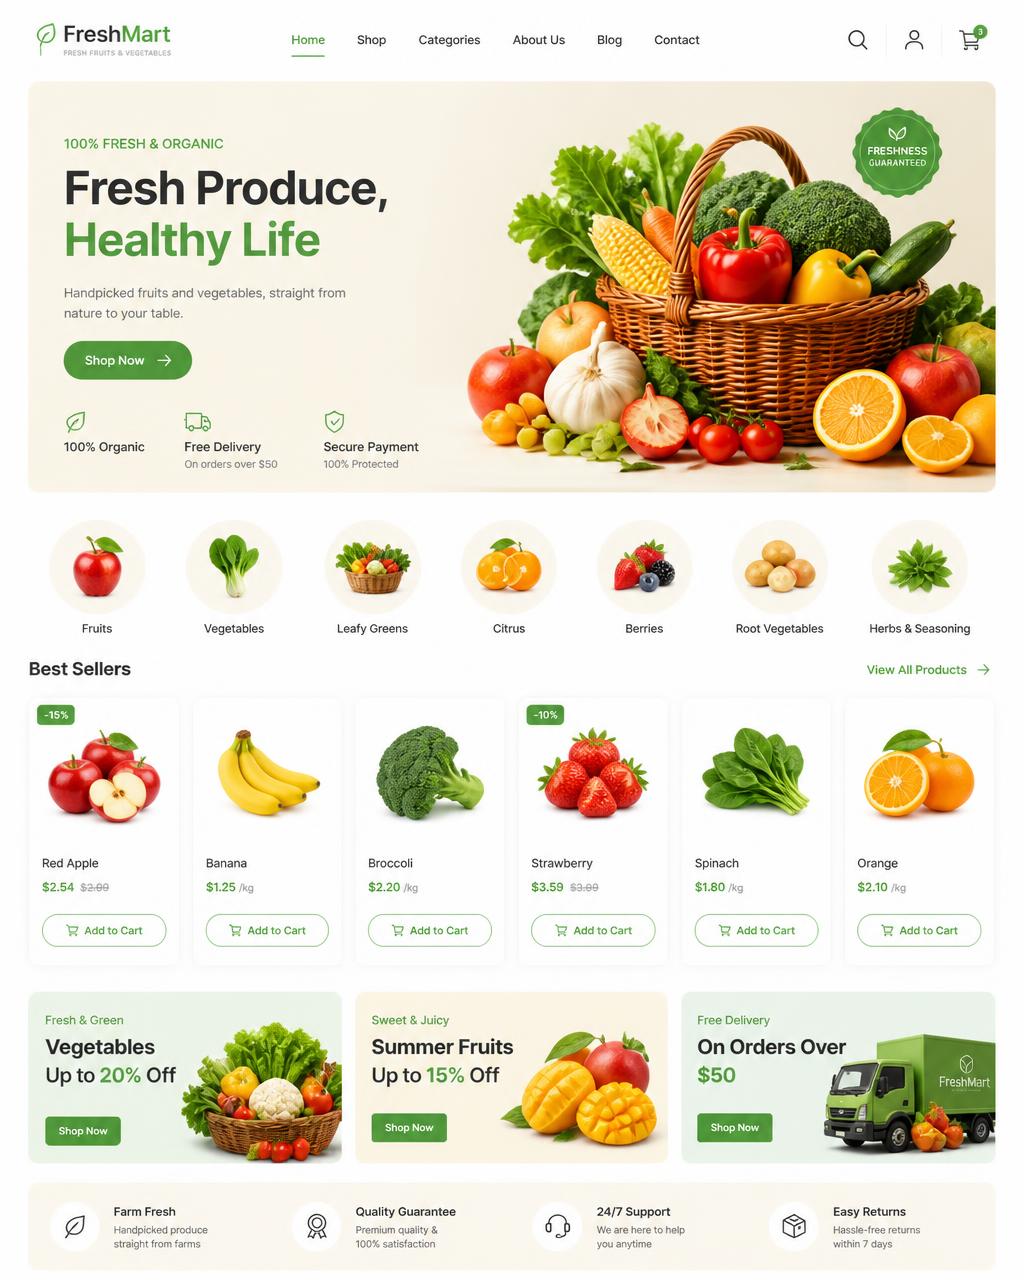 FreshMart
FRESH FRUITS & VEGETABLES
Home
Shop
Categories
About Us
Blog
Contact
3
100% FRESH & ORGANIC
Fresh Produce,
Healthy Life
Handpicked fruits and vegetables, straight from
nature to your table.
Shop Now
100% Organic
Free Delivery
On orders over $50
Secure Payment
100% Protected
FRESHNESS
GUARANTEED
Fruits
Vegetables
Leafy Greens
Citrus
Berries
Root Vegetables
Herbs & Seasoning
Best Sellers
View All Products
-15%
Red Apple
$2.54 $2.99
Add to Cart
Banana
$1.25 /kg
Add to Cart
Broccoli
$2.20 /kg
Add to Cart
-10%
Strawberry
$3.59 $3.99
Add to Cart
Spinach
$1.80 /kg
Add to Cart
Orange
$2.10 /kg
Add to Cart
Fresh & Green
Vegetables
Up to 20% Off
Shop Now
Sweet & Juicy
Summer Fruits
Up to 15% Off
Shop Now
Free Delivery
On Orders Over
$50
Shop Now
FreshMart
Farm Fresh
Handpicked produce
straight from farms
Quality Guarantee
Premium quality &
100% satisfaction
24/7 Support
We are here to help
you anytime
Easy Returns
Hassle-free returns
within 7 days